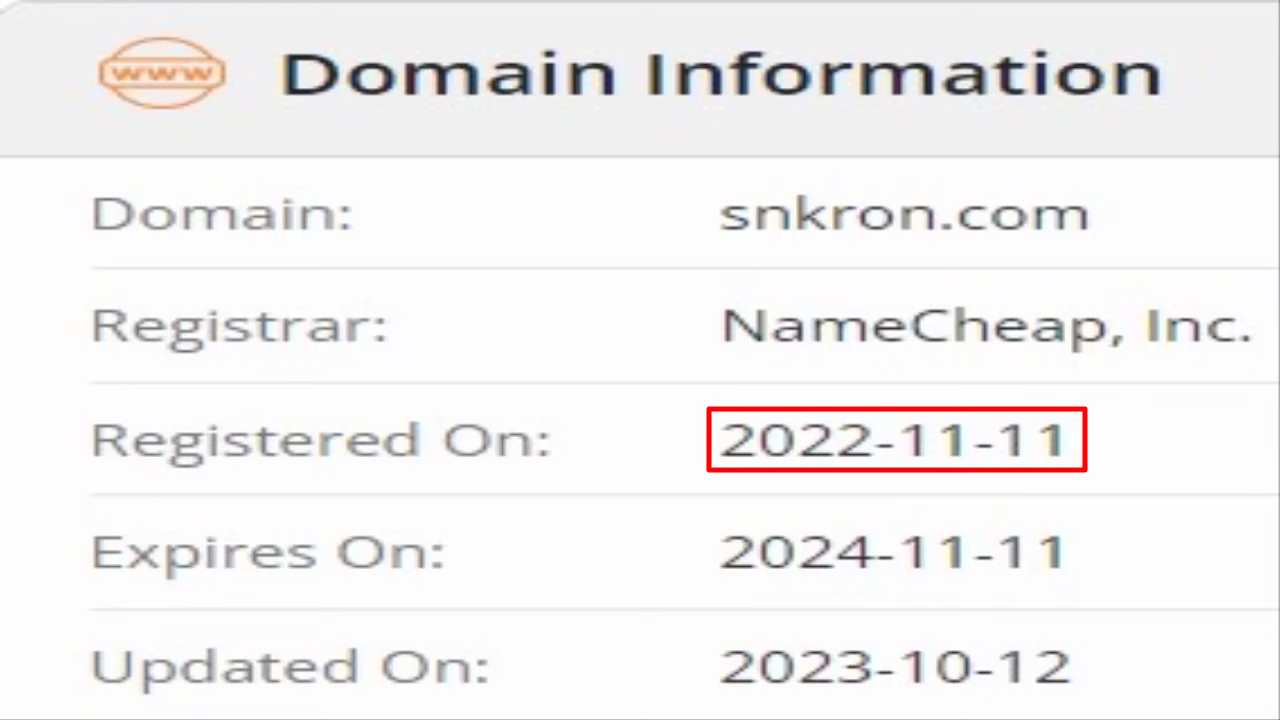 www Domain Information
Domain: snkron.com
Registrar: NameCheap, Inc.
Registered On: 2022-11-11
Expires On: 2024-11-11
Updated On: 2023-10-12